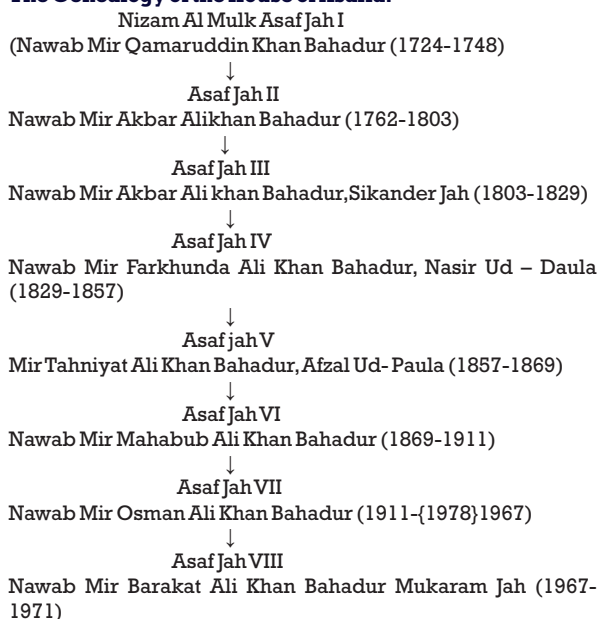 Nizam Al Mulk Asaf Jah I
(Nawab Mir Qamaruddin Khan Bahadur (1724-1748)
↓
Asaf Jah II
Nawab Mir Akbar Alikhan Bahadur (1762-1803)
↓
Asaf Jah III
Nawab Mir Akbar Ali khan Bahadur,Sikander Jah (1803-1829)
↓
Asaf Jah IV
Nawab Mir Farkhunda Ali Khan Bahadur, Nasir Ud – Daula
(1829-1857)
↓
Asaf jah V
Mir Tahniyat Ali Khan Bahadur, Afzal Ud- Paula (1857-1869)
↓
Asaf Jah VI
Nawab Mir Mahabub Ali Khan Bahadur (1869-1911)
↓
Asaf Jah VII
Nawab Mir Osman Ali Khan Bahadur (1911-{1978}1967)
↓
Asaf Jah VIII
Nawab Mir Barakat Ali Khan Bahadur Mukaram Jah (1967-
1971)